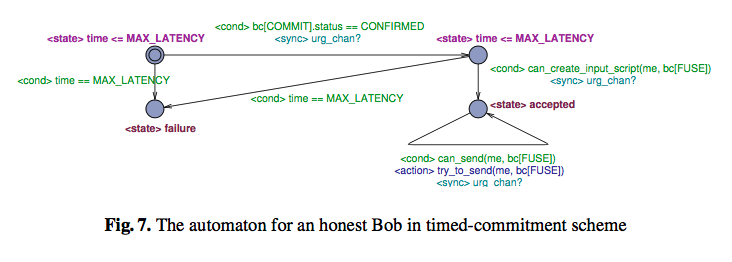 <cond> bc[COMMIT].status == CONFIRMED
<state> time <= MAX_LATENCY
<sync> urg_chan?
<state> time <= MAX_LATENCY
<cond> time == MAX_LATENCY
<cond> can_create_input_script(me, bc[FUSE])
<sync> urg_chan?
<cond> time == MAX_LATENCY
<state> accepted
<state> failure
<cond> can_send(me, bc[FUSE])
<action> try_to_send(me, bc[FUSE])
<sync> urg_chan?
Fig. 7. The automaton for an honest Bob in timed-commitment scheme